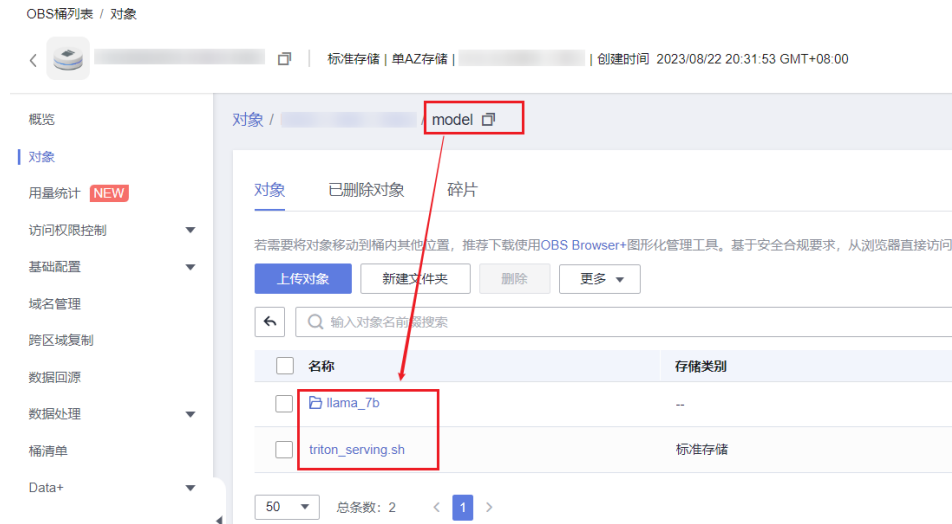 OBS桶列表 / 对象
标准存储 | 单AZ存储 | | 创建时间 2023/08/22 20:31:53 GMT+08:00
概览
对象
用量统计 NEW
访问权限控制
基础配置
域名管理
跨区域复制
数据回源
数据处理
桶清单
Data+
对象 / / model
对象 已删除对象 碎片
若需要将对象移动到桶内其他位置，推荐下载使用OBS Browser+图形化管理工具。基于安全合规要求，从浏览器直接访问
上传对象 新建文件夹 删除 更多
输入对象名前缀搜索
名称 存储类别
llama_7b --
triton_serving.sh 标准存储
50 总条数：2 < 1 >